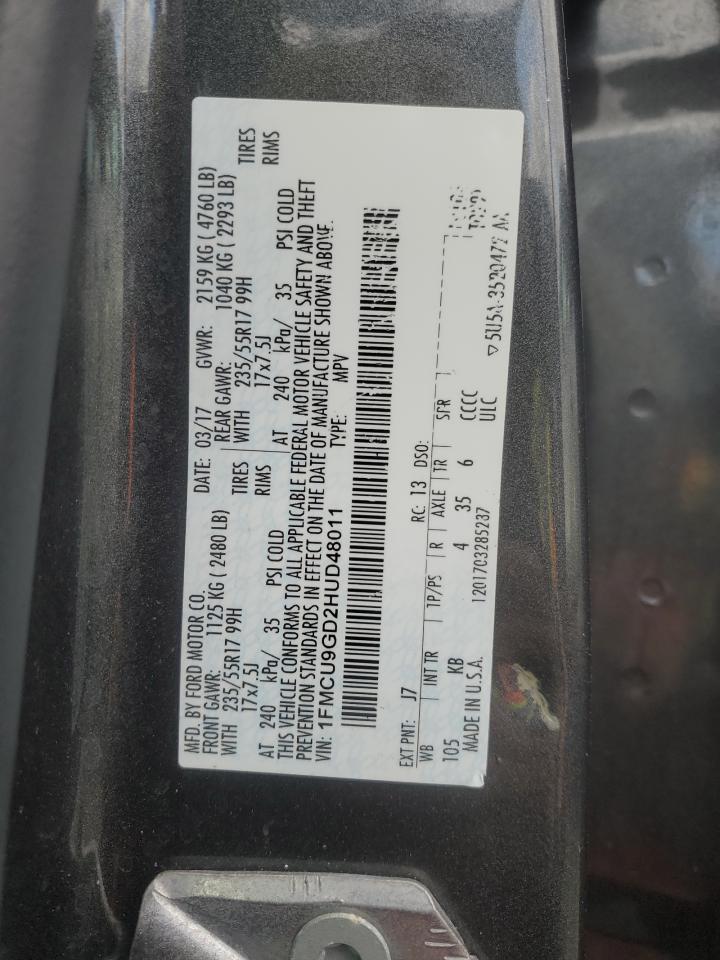 MFD. BY FORD MOTOR CO. DATE: 03/17 GVWR: 2159 KG ( 4760 LB)
FRONT GAWR: 1125 KG ( 2480 LB) REAR GAWR: 1040 KG ( 2293 LB)
WITH 235/55R17 99H TIRES WITH 235/55R17 99H TIRES
17x7.5J RIMS 17x7.5J RIMS
AT 240 kPa/ 35 PSI COLD AT 240 kPa/ 35 PSI COLD
THIS VEHICLE CONFORMS TO ALL APPLICABLE FEDERAL MOTOR VEHICLE SAFETY AND THEFT
PREVENTION STANDARDS IN EFFECT ON THE DATE OF MANUFACTURE SHOWN ABOVE.
VIN: 1FMCU9GD2HUD48011 TYPE: MPV
EXT PNT: J7 RC: 13 DSO:
WB INT TR TP/PS R AXLE TR SPR
105 KB 4 35 6 CCCC
MADE IN U.S.A. 1201703285237 ULC